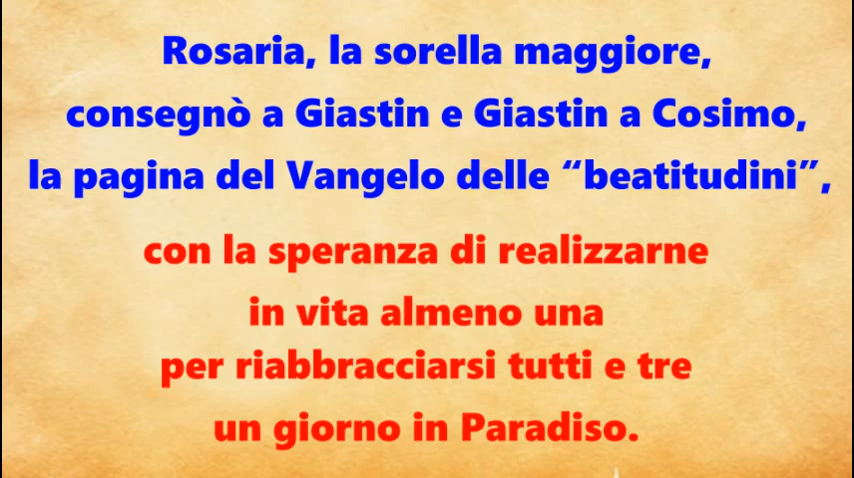 Rosaria, la sorella maggiore,
consegnò a Giastin e Giastin a Cosimo,
la pagina del Vangelo delle “beatitudini”,
con la speranza di realizzarne
in vita almeno una
per riabbracciarsi tutti e tre
un giorno in Paradiso.